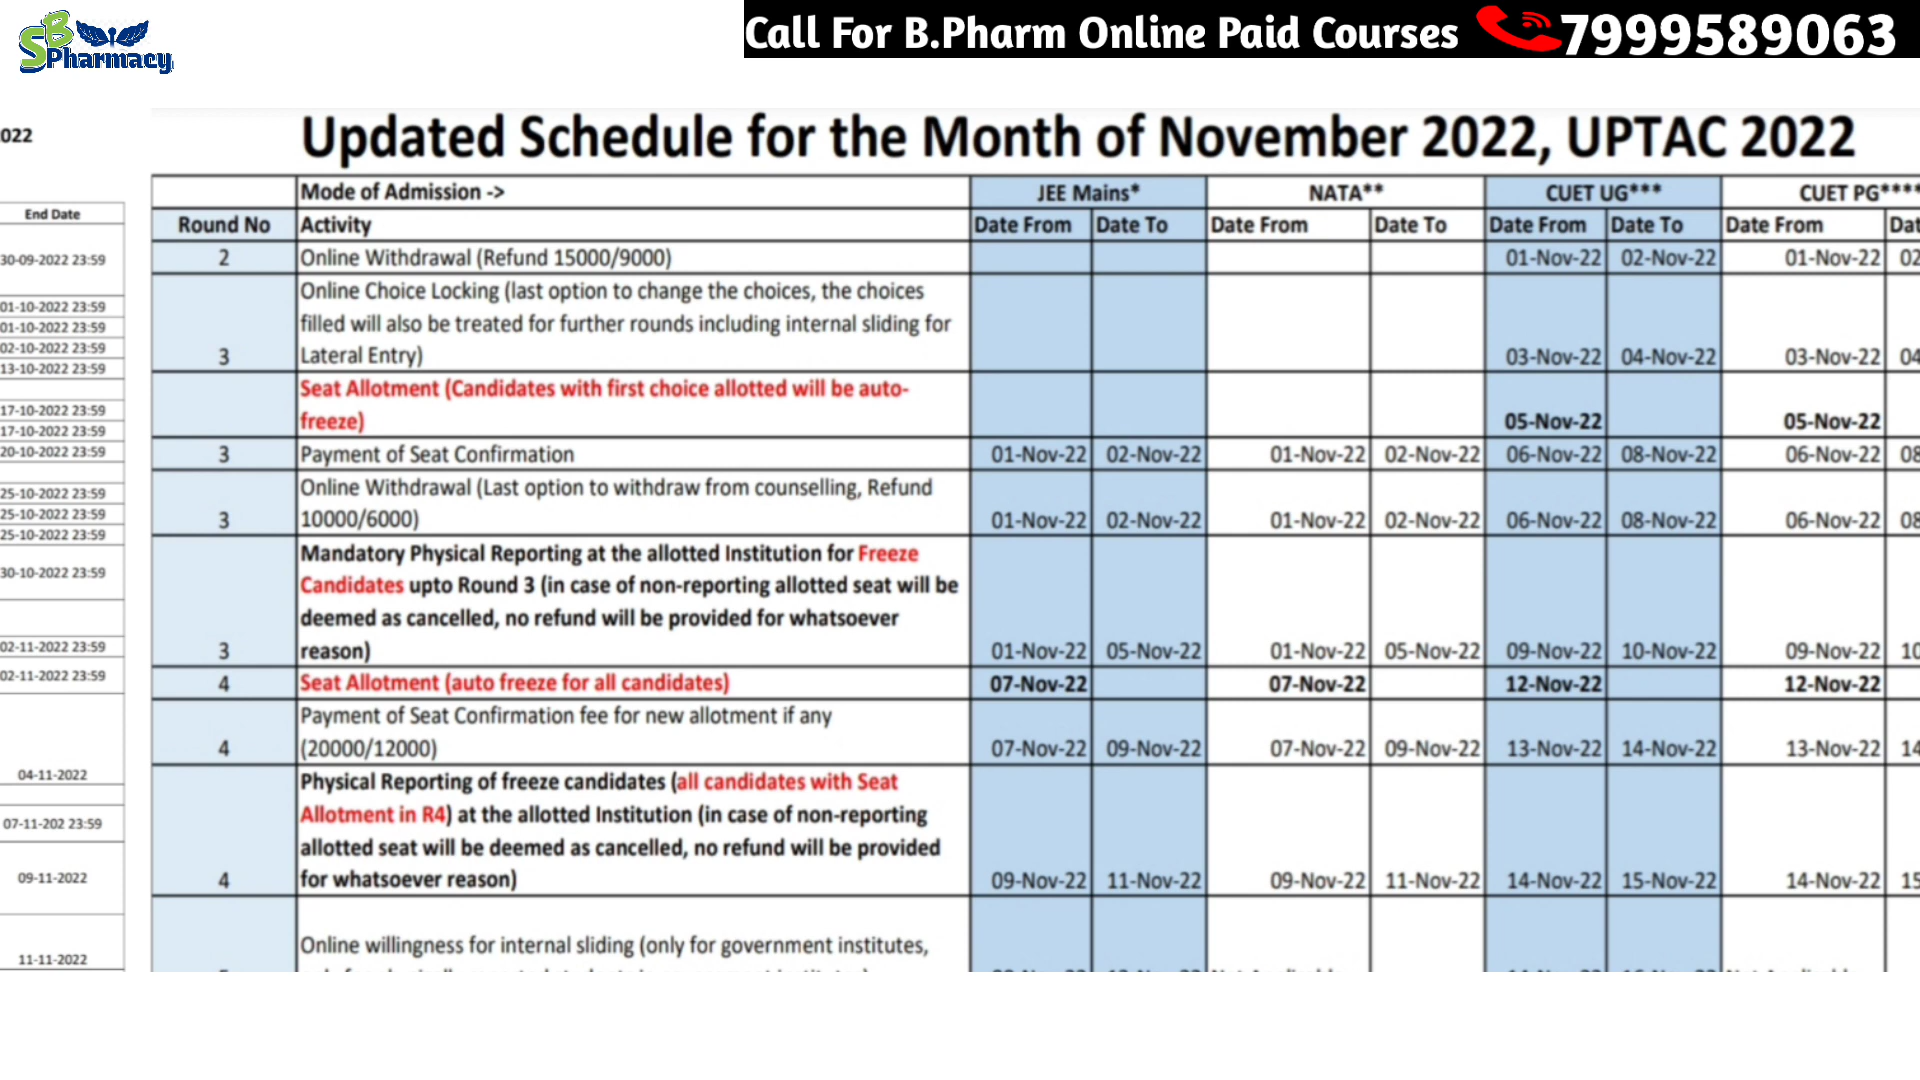 SB Pharmacy
Call For B.Pharm Online Paid Courses 7999589063
022
End Date
30-09-2022 23:59
01-10-2022 23:59
01-10-2022 23:59
02-10-2022 23:59
13-10-2022 23:59
17-10-2022 23:59
17-10-2022 23:59
20-10-2022 23:59
25-10-2022 23:59
25-10-2022 23:59
25-10-2022 23:59
30-10-2022 23:59
02-11-2022 23:59
02-11-2022 23:59
04-11-2022
07-11-202 23:59
09-11-2022
11-11-2022
Updated Schedule for the Month of November 2022, UPTAC 2022
Mode of Admission -> JEE Mains* NATA** CUET UG*** CUET PG****
Round No Activity Date From Date To Date From Date To Date From Date To Date From Dat
2 Online Withdrawal (Refund 15000/9000) 01-Nov-22 02-Nov-22 01-Nov-22 02
Online Choice Locking (last option to change the choices, the choices
filled will also be treated for further rounds including internal sliding for
3 Lateral Entry) 03-Nov-22 04-Nov-22 03-Nov-22 04
Seat Allotment (Candidates with first choice allotted will be auto-
freeze) 05-Nov-22 05-Nov-22
3 Payment of Seat Confirmation 01-Nov-22 02-Nov-22 01-Nov-22 02-Nov-22 06-Nov-22 08-Nov-22 06-Nov-22 08
Online Withdrawal (Last option to withdraw from counselling, Refund
3 10000/6000) 01-Nov-22 02-Nov-22 01-Nov-22 02-Nov-22 06-Nov-22 08-Nov-22 06-Nov-22 08
Mandatory Physical Reporting at the allotted Institution for Freeze
Candidates upto Round 3 (in case of non-reporting allotted seat will be
deemed as cancelled, no refund will be provided for whatsoever
3 reason) 01-Nov-22 05-Nov-22 01-Nov-22 05-Nov-22 09-Nov-22 10-Nov-22 09-Nov-22 10
4 Seat Allotment (auto freeze for all candidates) 07-Nov-22 07-Nov-22 12-Nov-22 12-Nov-22
Payment of Seat Confirmation fee for new allotment if any
4 (20000/12000) 07-Nov-22 09-Nov-22 07-Nov-22 09-Nov-22 13-Nov-22 14-Nov-22 13-Nov-22 14
Physical Reporting of freeze candidates (all candidates with Seat
Allotment in R4) at the allotted Institution (in case of non-reporting
allotted seat will be deemed as cancelled, no refund will be provided
4 for whatsoever reason) 09-Nov-22 11-Nov-22 09-Nov-22 11-Nov-22 14-Nov-22 15-Nov-22 14-Nov-22 15
Online willingness for internal sliding (only for government institutes,